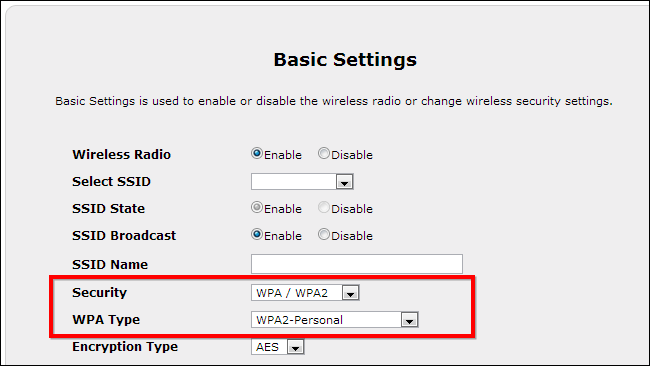 Basic Settings
Basic Settings is used to enable or disable the wireless radio or change wireless security settings.
Wireless Radio Enable Disable
Select SSID
SSID State Enable Disable
SSID Broadcast Enable Disable
SSID Name
Security WPA / WPA2
WPA Type WPA2-Personal
Encryption Type AES